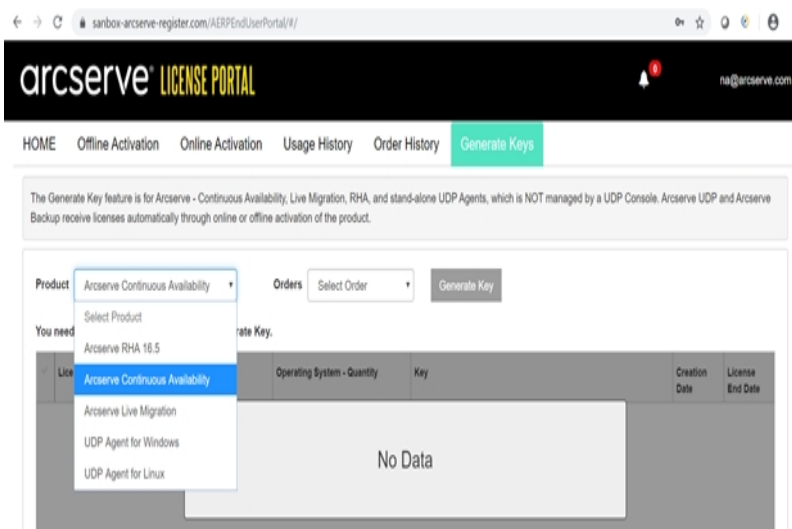 sanbox-arcserve-register.com/AERPEndUserPortal/#/
arcserve® LICENSE PORTAL
0
na@arcserve.com
HOME Offline Activation Online Activation Usage History Order History Generate Keys
The Generate Key feature is for Arcserve - Continuous Availability, Live Migration, RHA, and stand-alone UDP Agents, which is NOT managed by a UDP Console. Arcserve UDP and Arcserve
Backup receive licenses automatically through online or offline activation of the product.
Product Arcserve Continuous Availability Orders Select Order Generate Key
Select Product
You need rate Key.
Arcserve RHA 16.5
Lice Operating System - Quantity Key Creation Date License End Date
Arcserve Continuous Availability
Arcserve Live Migration
UDP Agent for Windows
No Data
UDP Agent for Linux